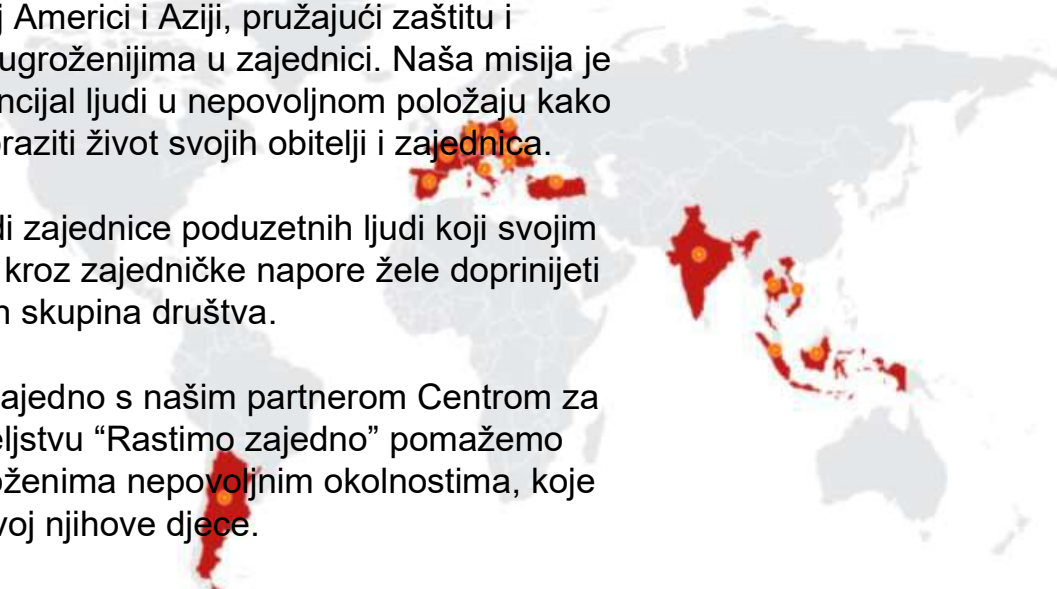 j Americi i Aziji, pružajući zaštitu i
ugroženijima u zajednici. Naša misija je
ncijal ljudi u nepovoljnom položaju kako
raziti život svojih obitelji i zajednica.
di zajednice poduzetnih ljudi koji svojim
kroz zajedničke napore žele doprinijeti
h skupina društva.
ajedno s našim partnerom Centrom za
eljstvu “Rastimo zajedno” pomažemo
oženima nepovoljnim okolnostima, koje
voj njihove djece.